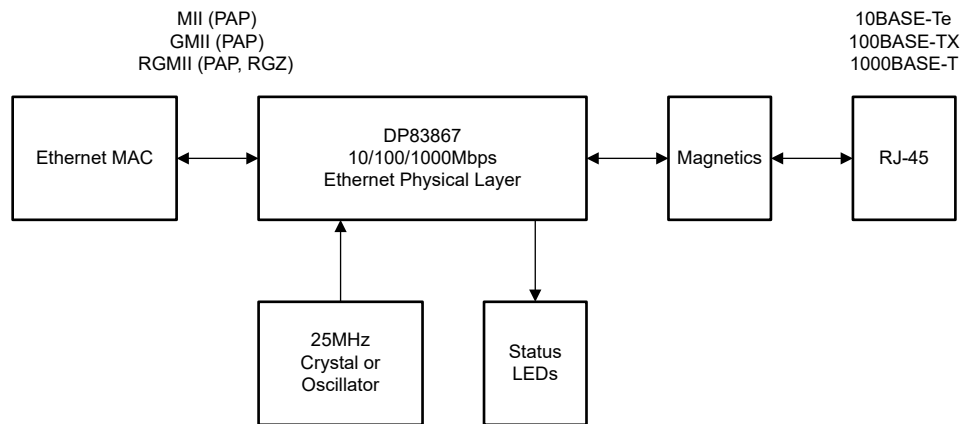 MII (PAP)
GMII (PAP)
RGMII (PAP, RGZ)
10BASE-Te
100BASE-TX
1000BASE-T
Ethernet MAC
DP83867
10/100/1000Mbps
Ethernet Physical Layer
Magnetics
RJ-45
25MHz
Crystal or
Oscillator
Status
LEDs